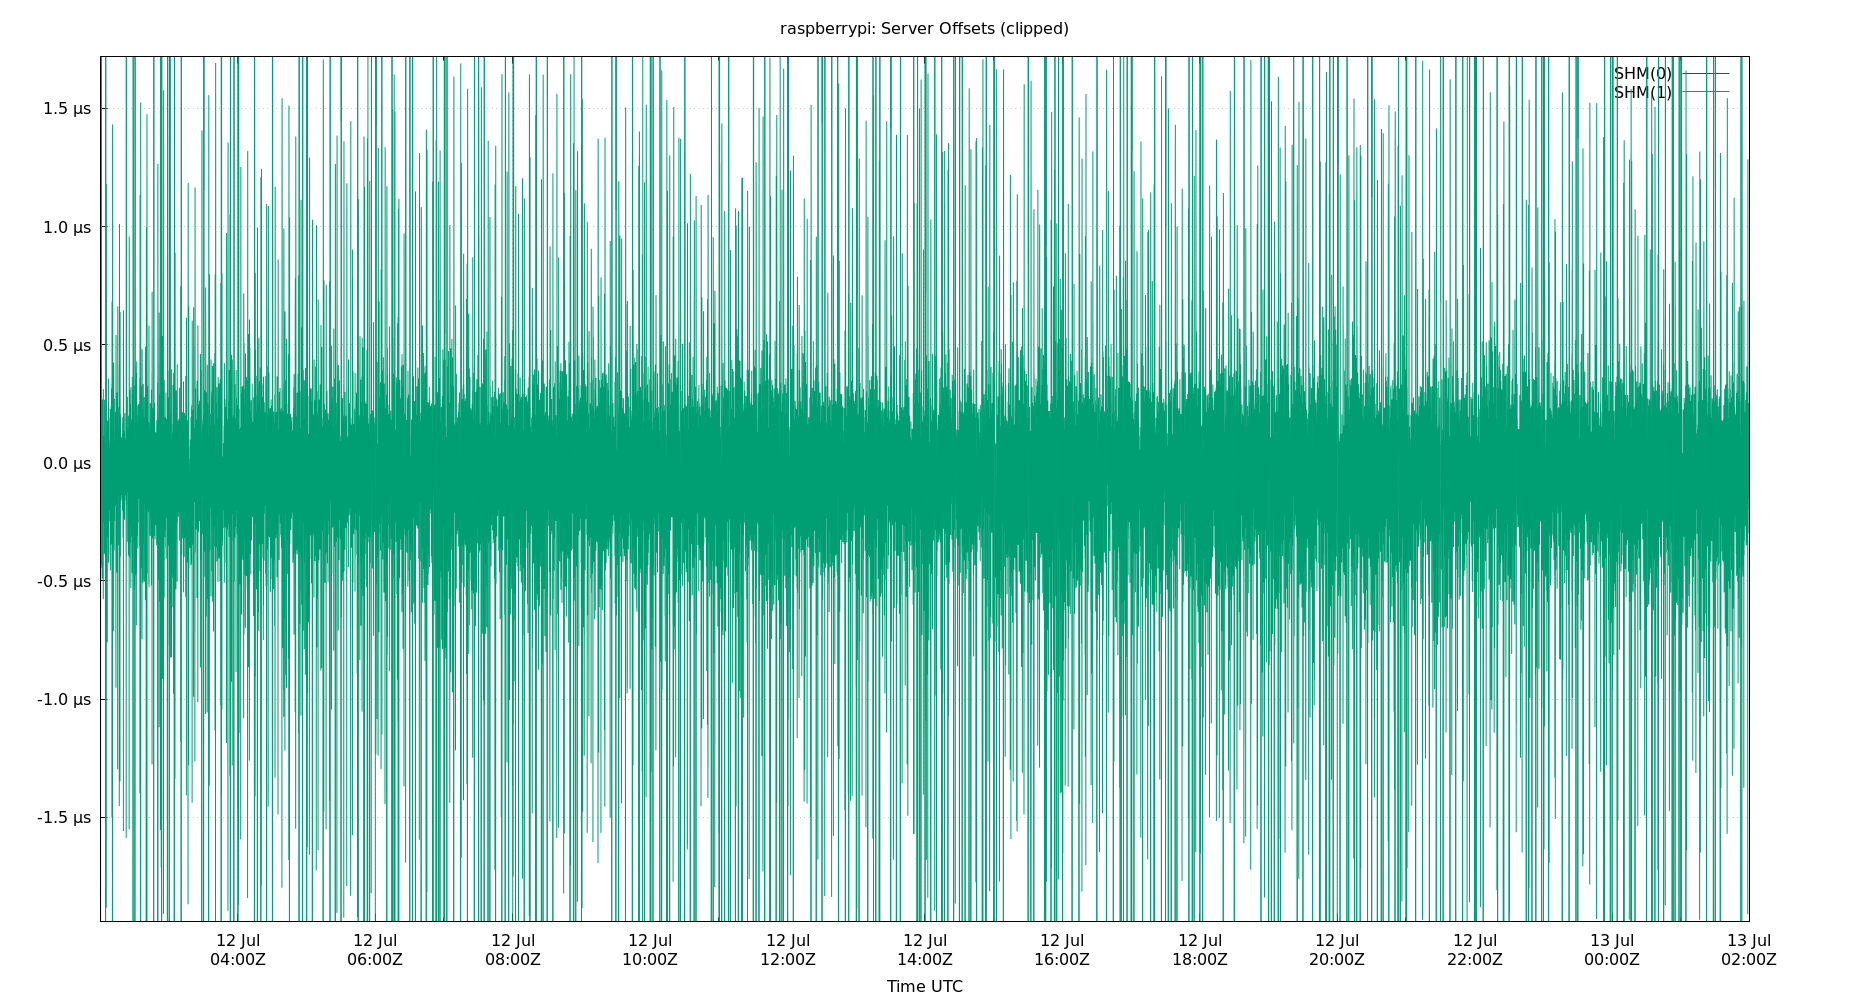 raspberrypi: Server Offsets (clipped)
SHM(0)
SHM(1)
1.5 µs
1.0 µs
0.5 µs
0.0 µs
-0.5 µs
-1.0 µs
-1.5 µs
12 Jul 12 Jul 12 Jul 12 Jul 12 Jul 12 Jul 12 Jul 12 Jul 12 Jul 12 Jul 13 Jul 13 Jul
04:00Z 06:00Z 08:00Z 10:00Z 12:00Z 14:00Z 16:00Z 18:00Z 20:00Z 22:00Z 00:00Z 02:00Z
Time UTC